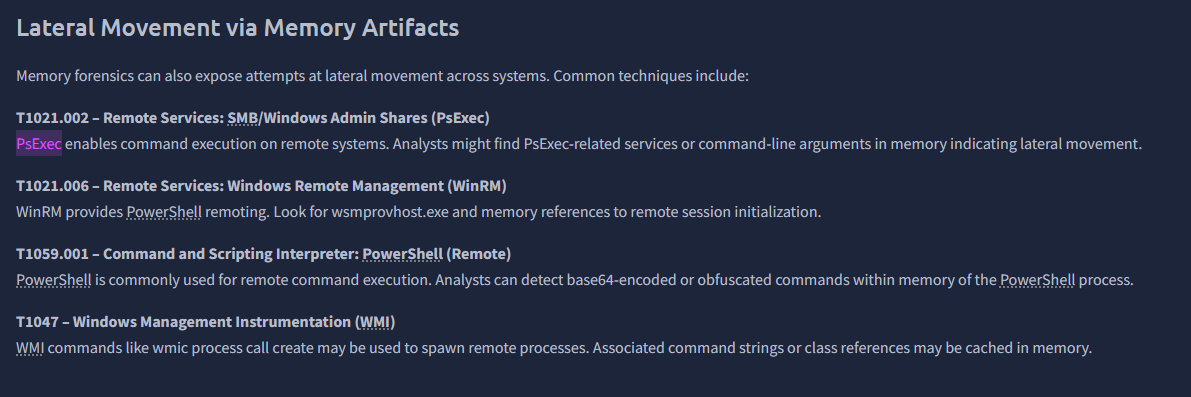 Lateral Movement via Memory Artifacts
Memory forensics can also expose attempts at lateral movement across systems. Common techniques include:
T1021.002 – Remote Services: SMB/Windows Admin Shares (PsExec)
PsExec enables command execution on remote systems. Analysts might find PsExec-related services or command-line arguments in memory indicating lateral movement.
T1021.006 – Remote Services: Windows Remote Management (WinRM)
WinRM provides PowerShell remoting. Look for wsmprovhost.exe and memory references to remote session initialization.
T1059.001 – Command and Scripting Interpreter: PowerShell (Remote)
PowerShell is commonly used for remote command execution. Analysts can detect base64-encoded or obfuscated commands within memory of the PowerShell process.
T1047 – Windows Management Instrumentation (WMI)
WMI commands like wmic process call create may be used to spawn remote processes. Associated command strings or class references may be cached in memory.